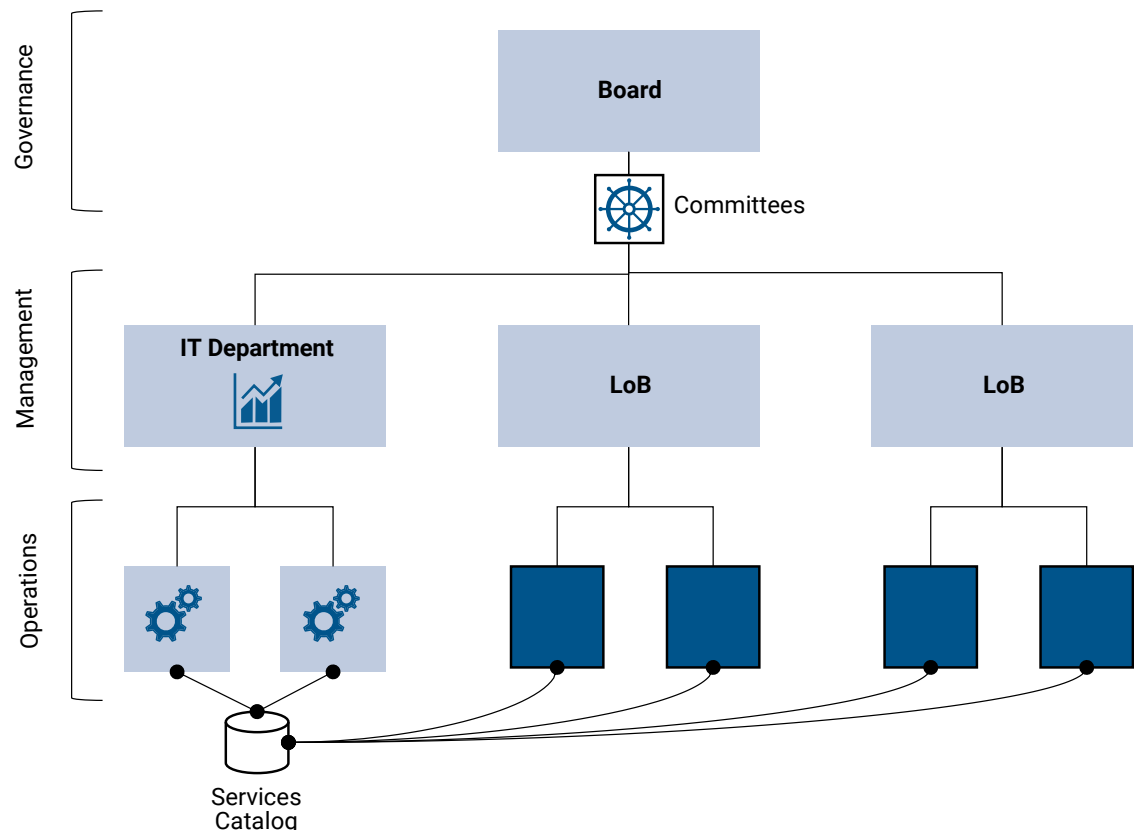 Governance
Board
Committees
Management
IT Department
LoB
LoB
Operations
Services
Catalog